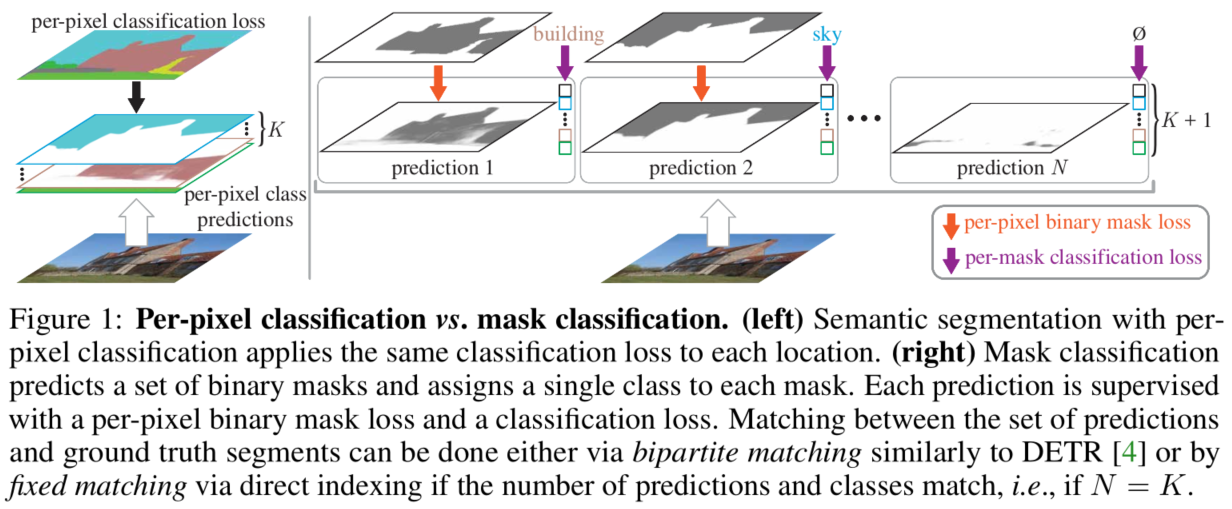 per-pixel classification loss
K
per-pixel class
predictions
building
sky
Ø
prediction 1
prediction 2
prediction N
K + 1
per-pixel binary mask loss
per-mask classification loss
Figure 1: Per-pixel classification vs. mask classification. (left) Semantic segmentation with per-
pixel classification applies the same classification loss to each location. (right) Mask classification
predicts a set of binary masks and assigns a single class to each mask. Each prediction is supervised
with a per-pixel binary mask loss and a classification loss. Matching between the set of predictions
and ground truth segments can be done either via bipartite matching similarly to DETR [4] or by
fixed matching via direct indexing if the number of predictions and classes match, i.e., if N = K.